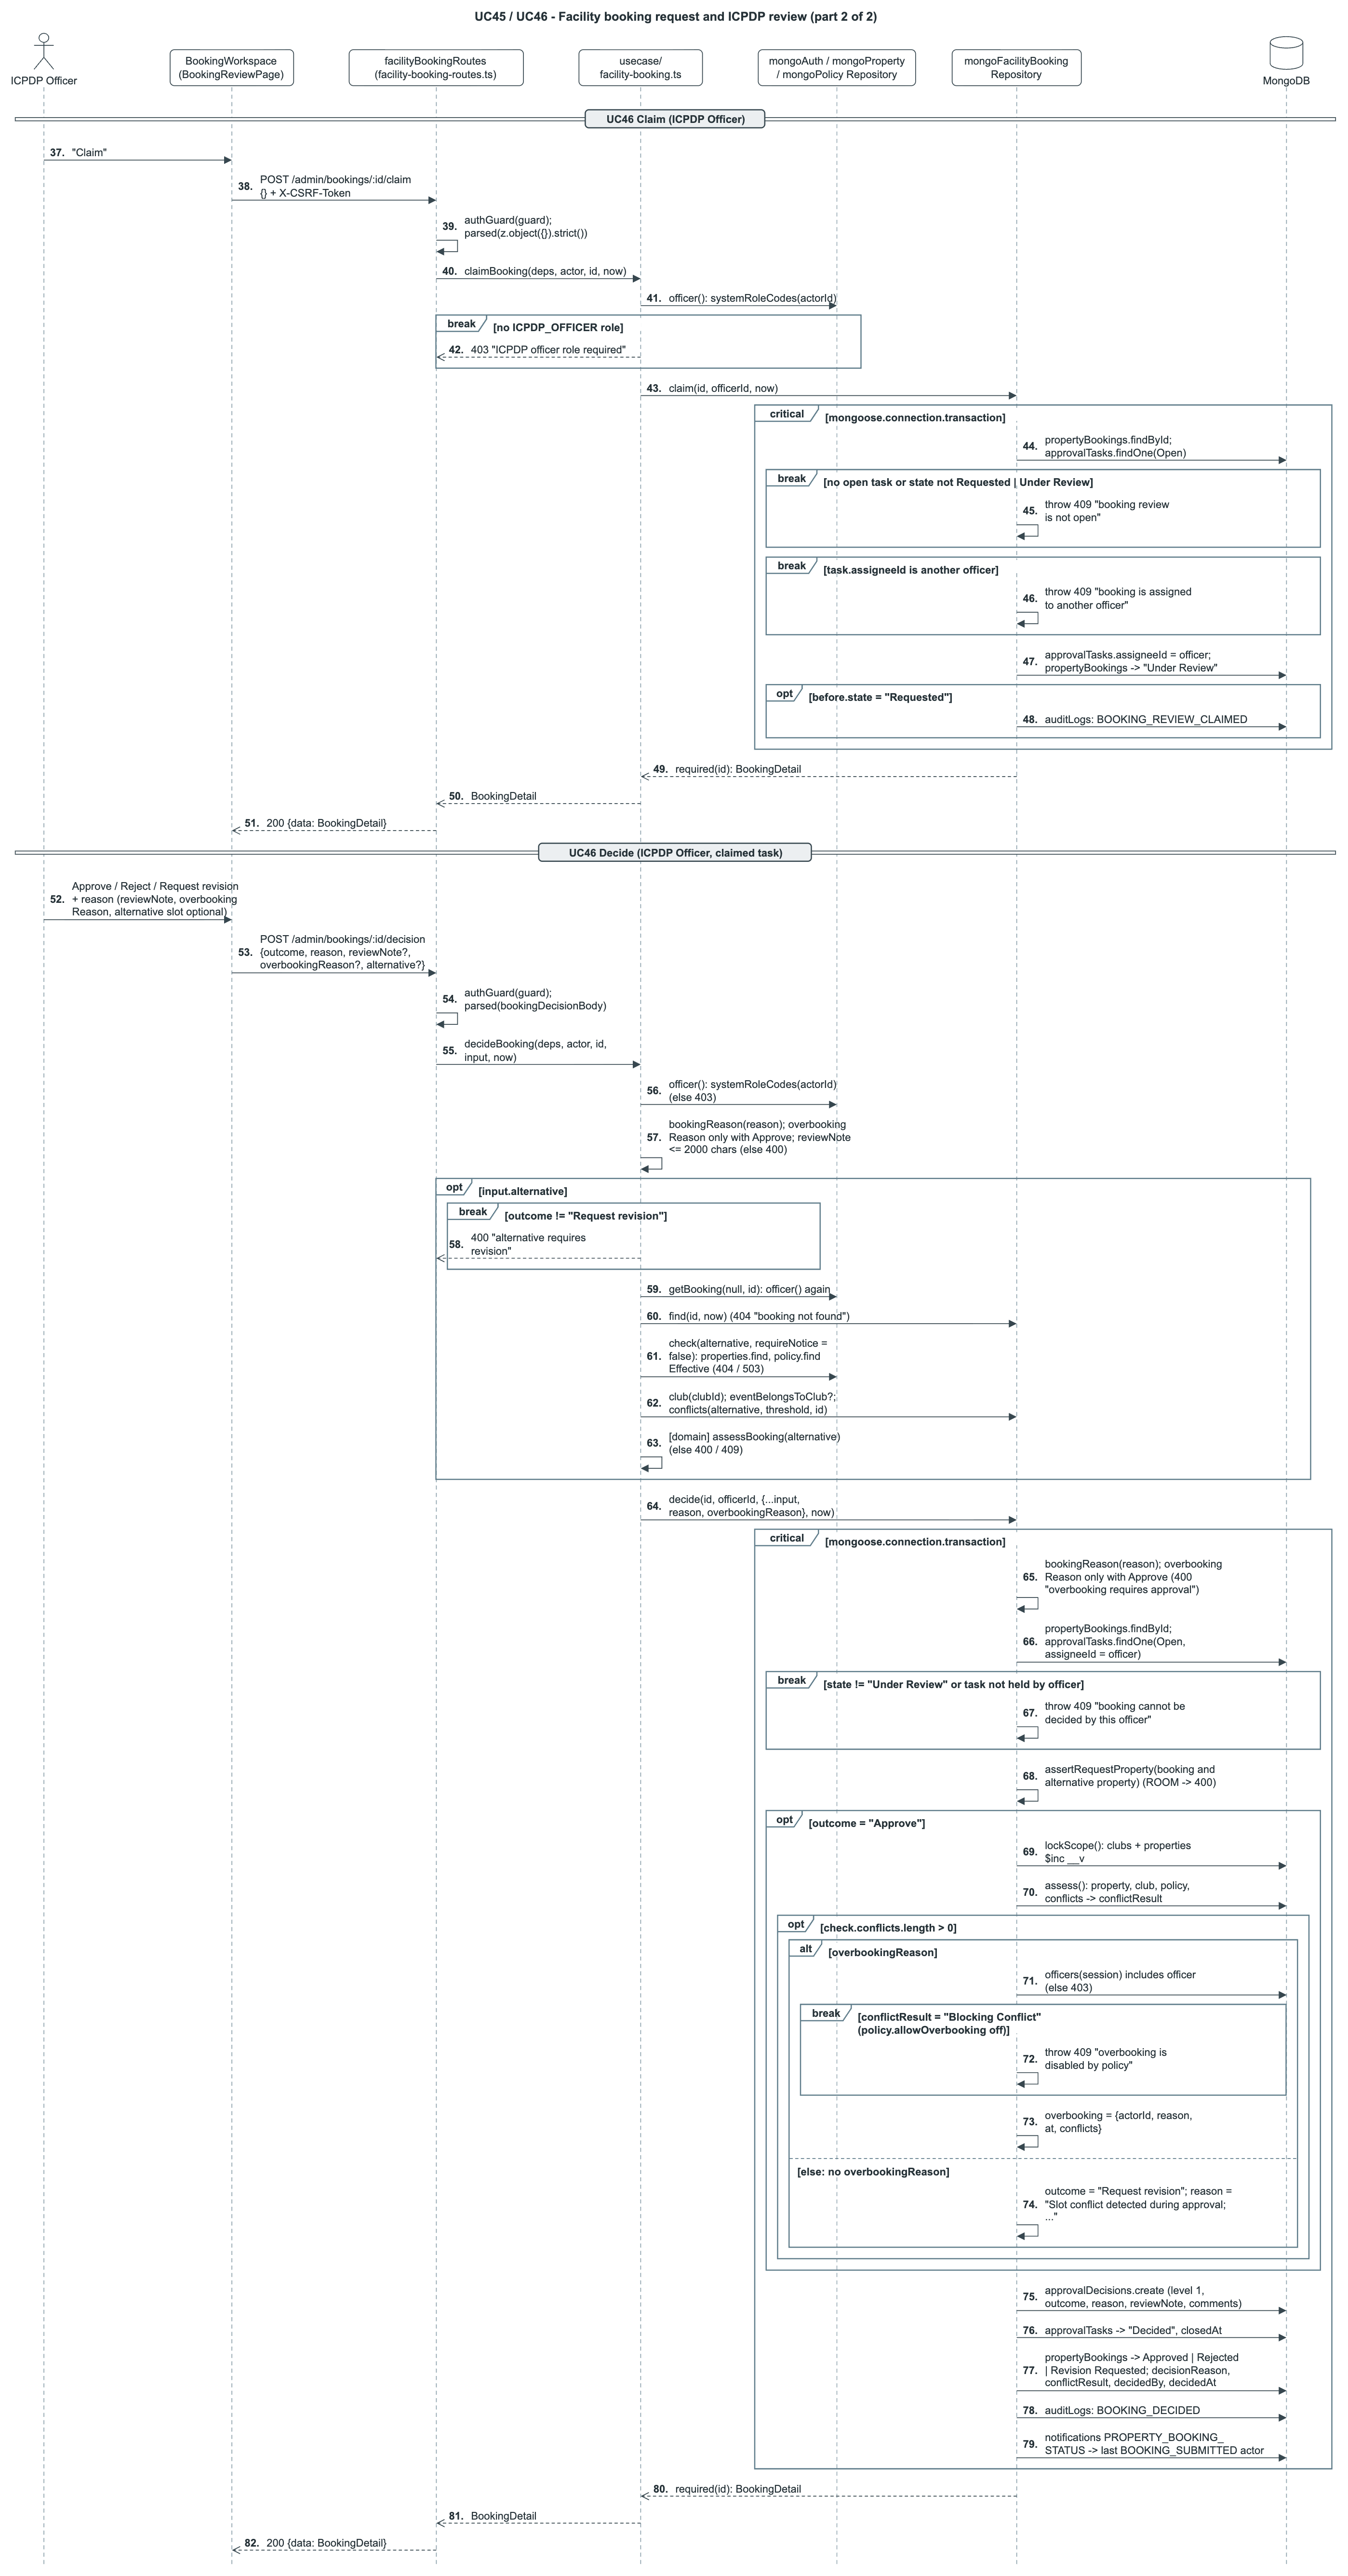 UC45 / UC46 - Facility booking request and ICPDP review (part 2 of 2)
ICPDP Officer
BookingWorkspace
(BookingReviewPage)
facilityBookingRoutes
(facility-booking-routes.ts)
usecase/
facility-booking.ts
mongoAuth / mongoProperty
/ mongoPolicy Repository
mongoFacilityBooking
Repository
MongoDB
UC46 Claim (ICPDP Officer)
37. "Claim"
38. POST /admin/bookings/:id/claim
{} + X-CSRF-Token
39. authGuard(guard);
parsed(z.object({}).strict())
40. claimBooking(deps, actor, id, now)
41. officer(): systemRoleCodes(actorId)
break [no ICPDP_OFFICER role]
42. 403 "ICPDP officer role required"
43. claim(id, officerId, now)
critical [mongoose.connection.transaction]
44. propertyBookings.findById;
approvalTasks.findOne(Open)
break [no open task or state not Requested | Under Review]
45. throw 409 "booking review
is not open"
break [task.assigneeId is another officer]
46. throw 409 "booking is assigned
to another officer"
47. approvalTasks.assigneeId = officer;
propertyBookings -> "Under Review"
opt [before.state = "Requested"]
48. auditLogs: BOOKING_REVIEW_CLAIMED
49. required(id): BookingDetail
50. BookingDetail
51. 200 {data: BookingDetail}
UC46 Decide (ICPDP Officer, claimed task)
52. Approve / Reject / Request revision
+ reason (reviewNote, overbooking
Reason, alternative slot optional)
53. POST /admin/bookings/:id/decision
{outcome, reason, reviewNote?,
overbookingReason?, alternative?}
54. authGuard(guard);
parsed(bookingDecisionBody)
55. decideBooking(deps, actor, id,
input, now)
56. officer(): systemRoleCodes(actorId)
(else 403)
57. bookingReason(reason); overbooking
Reason only with Approve; reviewNote
<= 2000 chars (else 400)
opt [input.alternative]
break [outcome != "Request revision"]
58. 400 "alternative requires
revision"
59. getBooking(null, id): officer() again
60. find(id, now) (404 "booking not found")
61. check(alternative, requireNotice =
false): properties.find, policy.find
Effective (404 / 503)
62. club(clubId); eventBelongsToClub?;
conflicts(alternative, threshold, id)
63. [domain] assessBooking(alternative)
(else 400 / 409)
64. decide(id, officerId, {...input,
reason, overbookingReason}, now)
critical [mongoose.connection.transaction]
65. bookingReason(reason); overbooking
Reason only with Approve (400
"overbooking requires approval")
66. propertyBookings.findById;
approvalTasks.findOne(Open,
assigneeId = officer)
break [state != "Under Review" or task not held by officer]
67. throw 409 "booking cannot be
decided by this officer"
68. assertRequestProperty(booking and
alternative property) (ROOM -> 400)
opt [outcome = "Approve"]
69. lockScope(): clubs + properties
$inc __v
70. assess(): property, club, policy,
conflicts -> conflictResult
opt [check.conflicts.length > 0]
alt [overbookingReason]
71. officers(session) includes officer
(else 403)
break [conflictResult = "Blocking Conflict"
(policy.allowOverbooking off)]
72. throw 409 "overbooking is
disabled by policy"
73. overbooking = {actorId, reason,
at, conflicts}
[else: no overbookingReason]
74. outcome = "Request revision"; reason =
"Slot conflict detected during approval;
..."
75. approvalDecisions.create (level 1,
outcome, reason, reviewNote, comments)
76. approvalTasks -> "Decided", closedAt
77. propertyBookings -> Approved | Rejected
| Revision Requested; decisionReason,
conflictResult, decidedBy, decidedAt
78. auditLogs: BOOKING_DECIDED
79. notifications PROPERTY_BOOKING_
STATUS -> last BOOKING_SUBMITTED actor
80. required(id): BookingDetail
81. BookingDetail
82. 200 {data: BookingDetail}